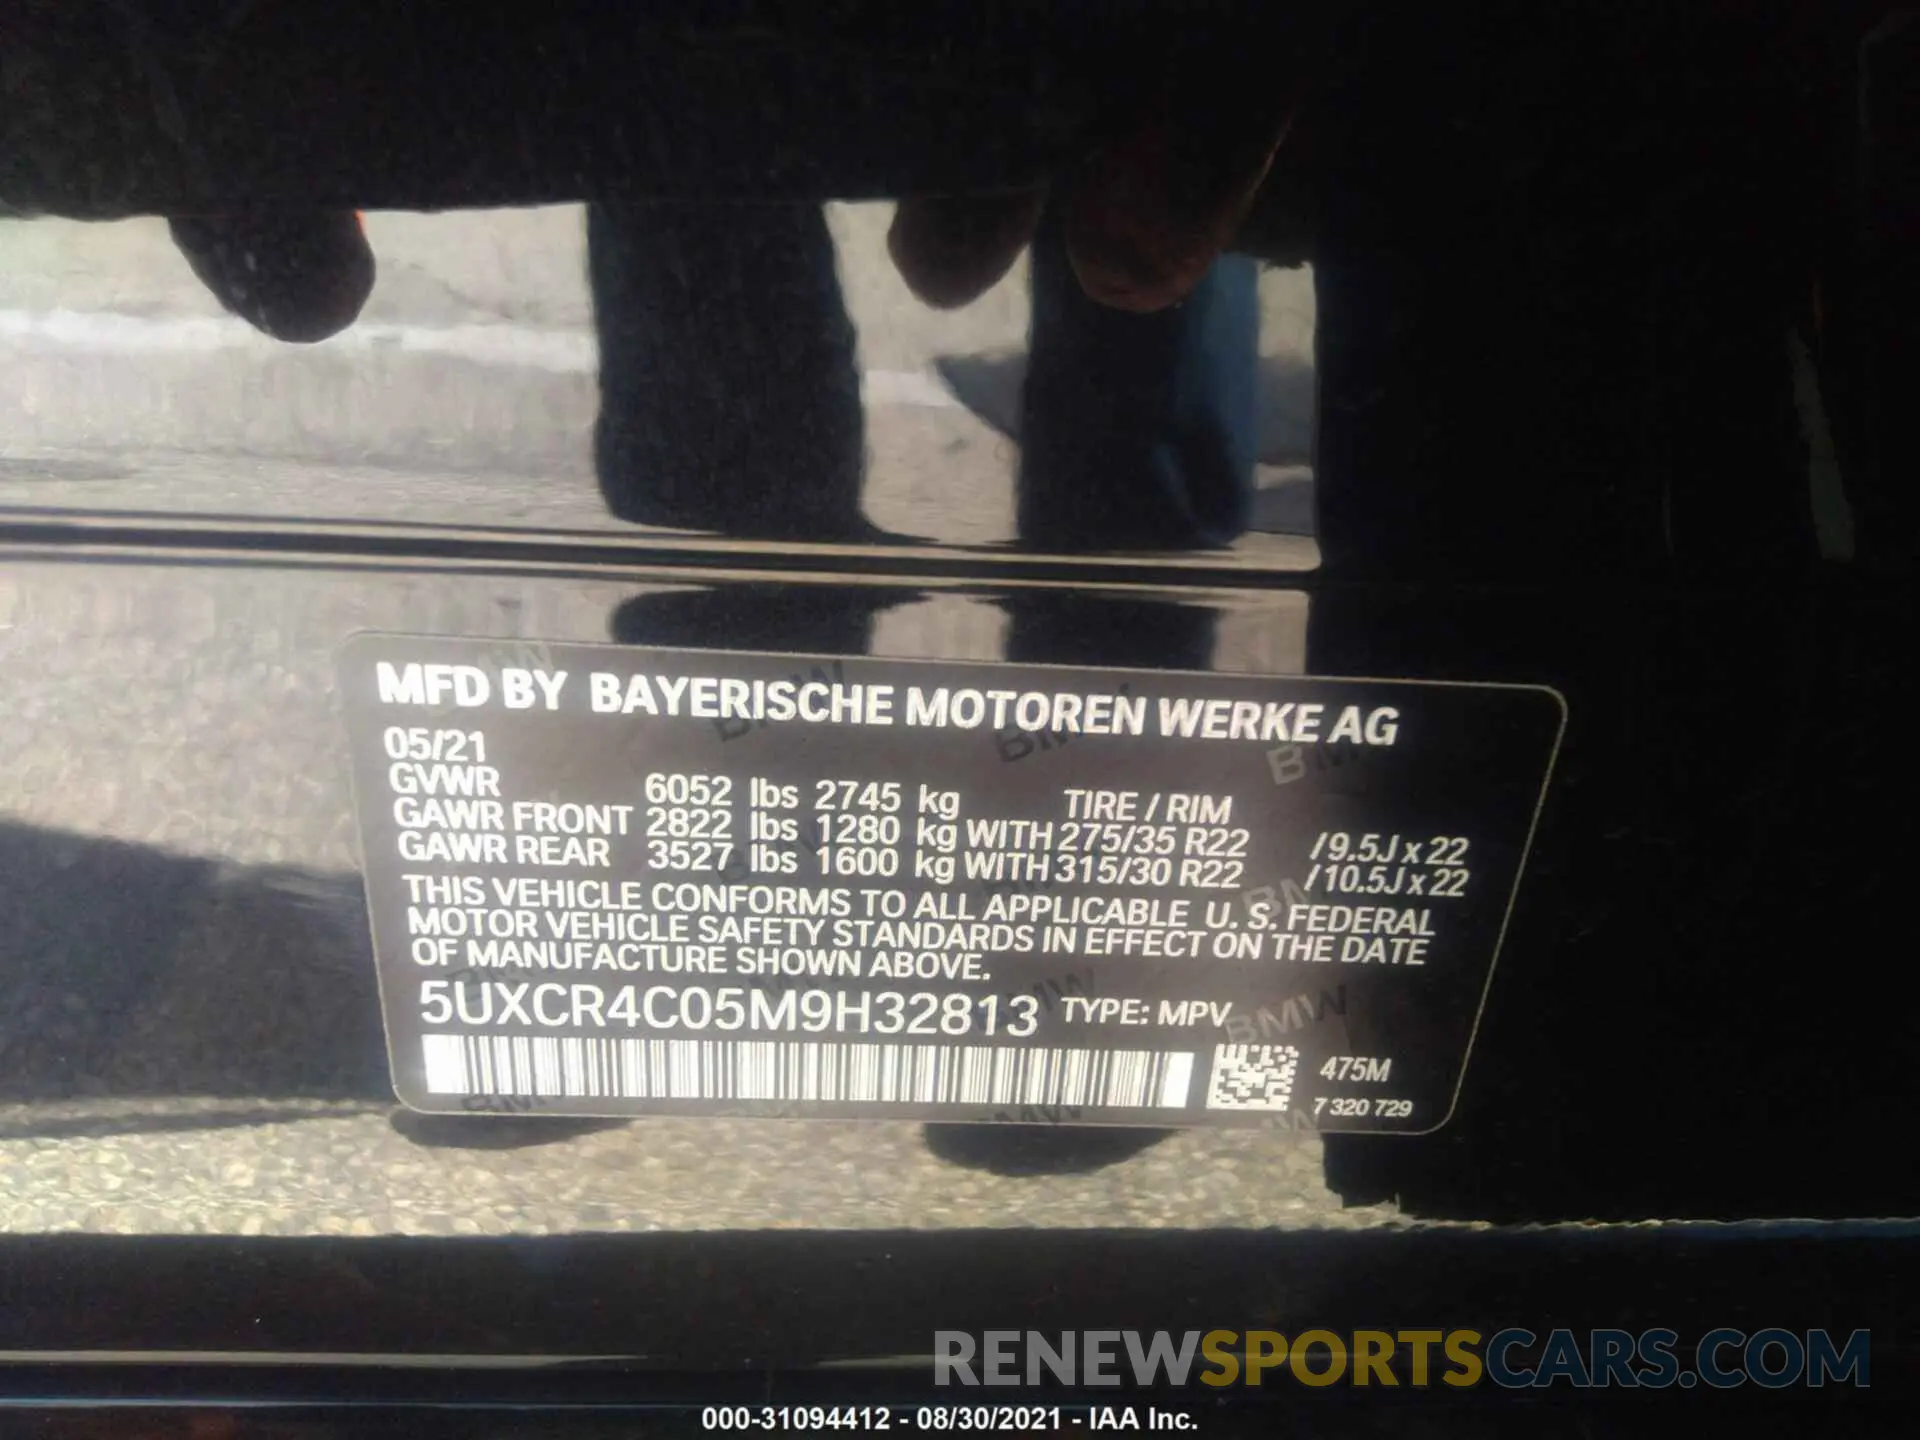 MFD BY BAYERISCHE MOTOREN WERKE AG
05/21
GVWR 6052 lbs 2745 kg TIRE / RIM
GAWR FRONT 2822 lbs 1280 kg WITH 275/35 R22 /9.5J x 22
GAWR REAR 3527 lbs 1600 kg WITH 315/30 R22 /10.5J x 22
THIS VEHICLE CONFORMS TO ALL APPLICABLE U. S. FEDERAL
MOTOR VEHICLE SAFETY STANDARDS IN EFFECT ON THE DATE
OF MANUFACTURE SHOWN ABOVE.
5UXCR4C05M9H32813 TYPE: MPV
475M
7 320 729
RENEWSPORTSCARS.COM
000-31094412 - 08/30/2021 - IAA Inc.